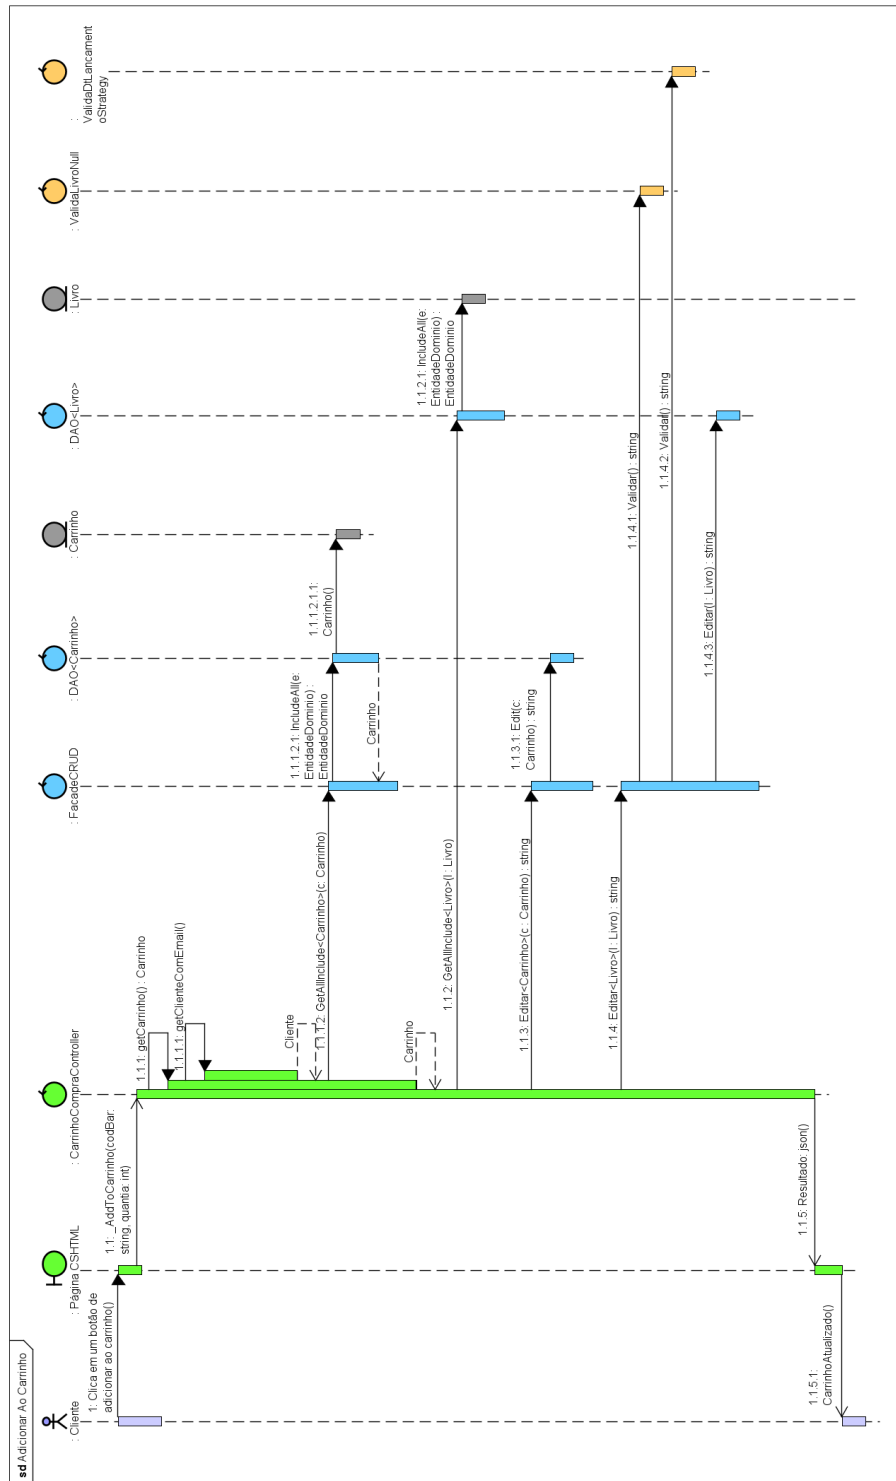 sd Adicionar Ao Carrinho
: Cliente
: Página CSHTML
: CarrinhoCompraController
: FacadeCRUD
: DAO<Carrinho>
: Carrinho
: DAO<Livro>
: Livro
: ValidaLivroNull
:
ValidaDtLancament
oStrategy
1: Clica em um botão de
adicionar ao carrinho()
1.1: _AddToCarrinho(codBar:
string, quantia: int)
1.1.1: getCarrinho() : Carrinho
1.1.1.1: getClienteComEmail()
Cliente
1.1.1.2: GetAllInclude<Carrinho>(c: Carrinho)
1.1.1.2.1: IncludeAll(e:
EntidadeDominio) :
EntidadeDominio
1.1.1.2.1.1:
Carrinho()
Carrinho
Carrinho
1.1.2: GetAllInclude<Livro>(l : Livro)
1.1.2.1: IncludeAll(e:
EntidadeDominio) :
EntidadeDominio
1.1.3: Editar<Carrinho>(c : Carrinho) : string
1.1.3.1: Edit(c:
Carrinho) : string
1.1.4: Editar<Livro>(l : Livro) : string
1.1.4.1: Validar() : string
1.1.4.2: Validar() : string
1.1.4.3: Editar(l : Livro) : string
1.1.5: Resultado: json()
1.1.5.1:
CarrinhoAtualizado()